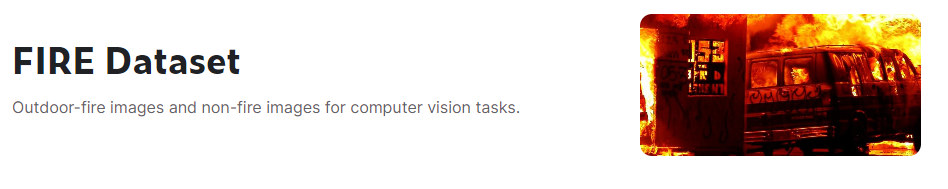 FIRE Dataset
Outdoor-fire images and non-fire images for computer vision tasks.